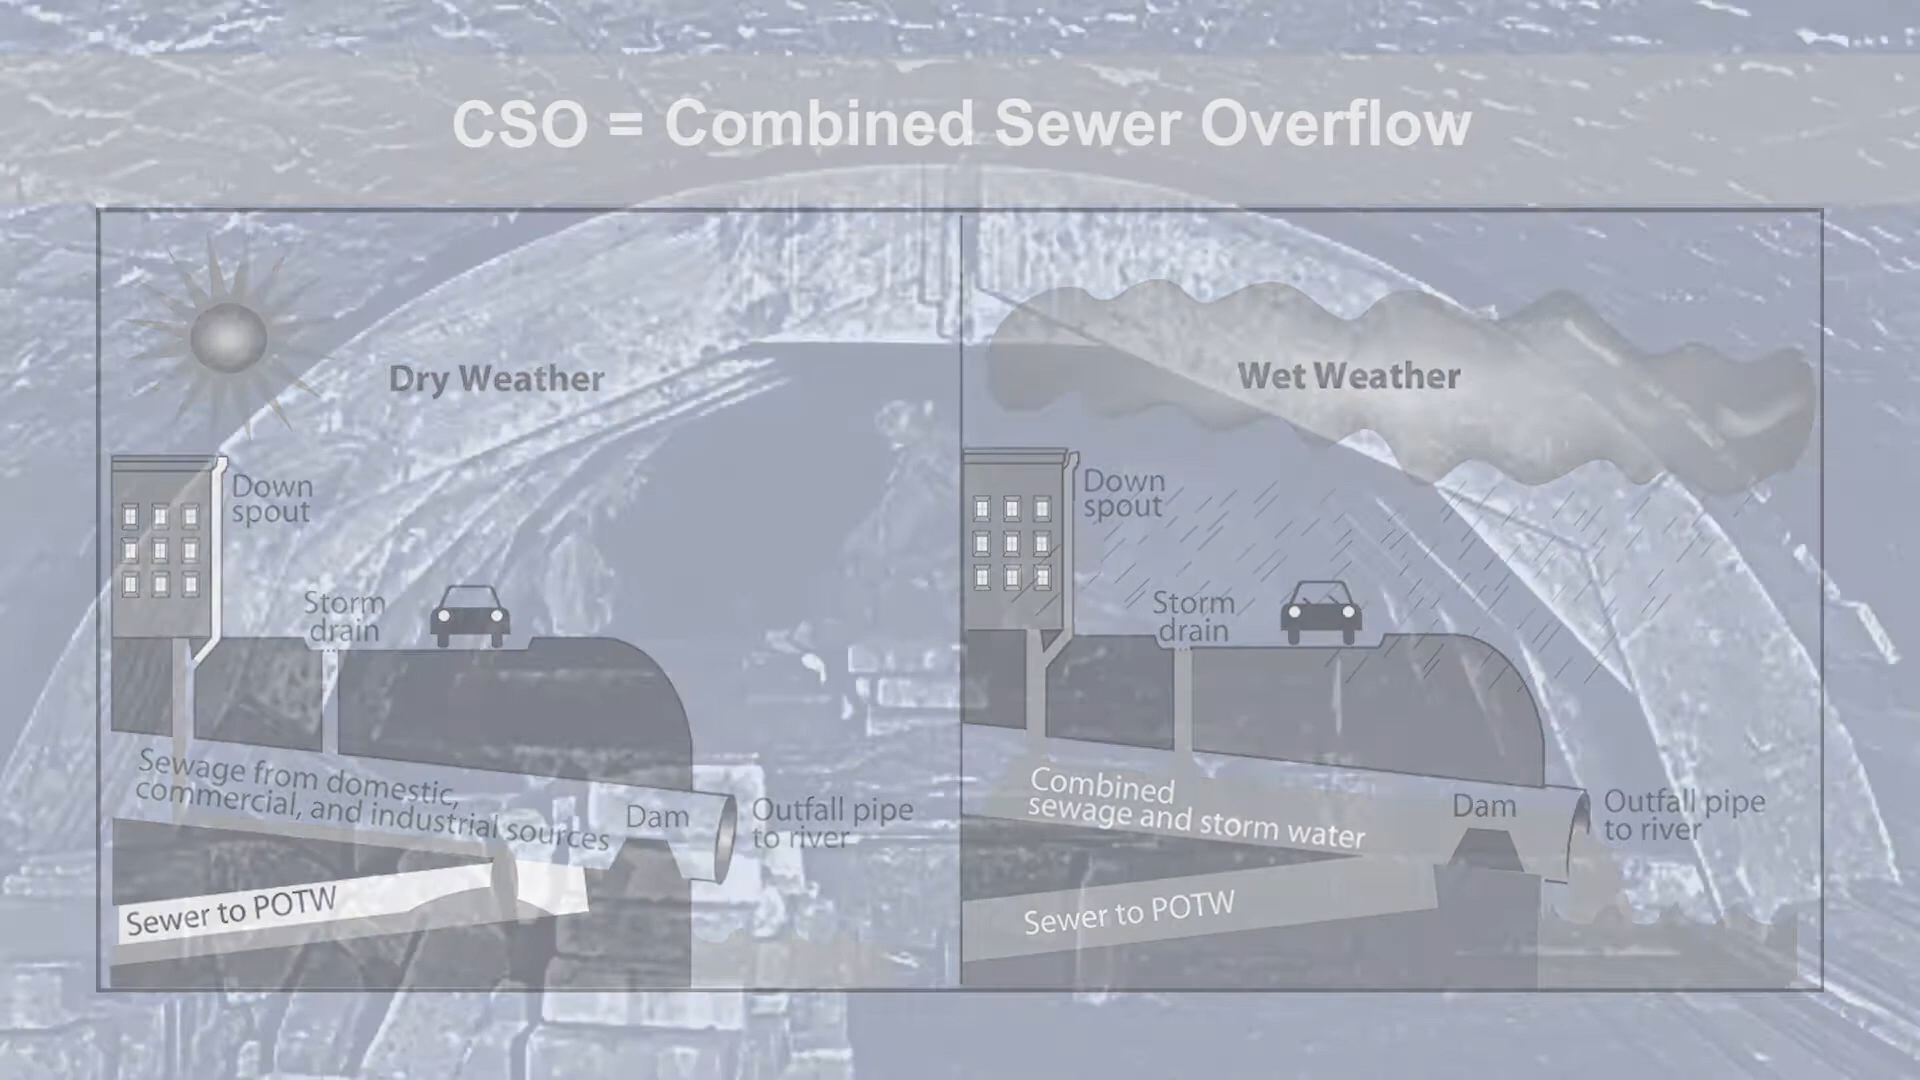 CSO = Combined Sewer Overflow
Dry Weather
Down
spout
Storm
drain
Sewage from domestic,
commercial, and industrial sources
Dam
Outfall pipe
to river
Sewer to POTW
Wet Weather
Down
spout
Storm
drain
Combined
sewage and storm water
Dam
Outfall pipe
to river
Sewer to POTW